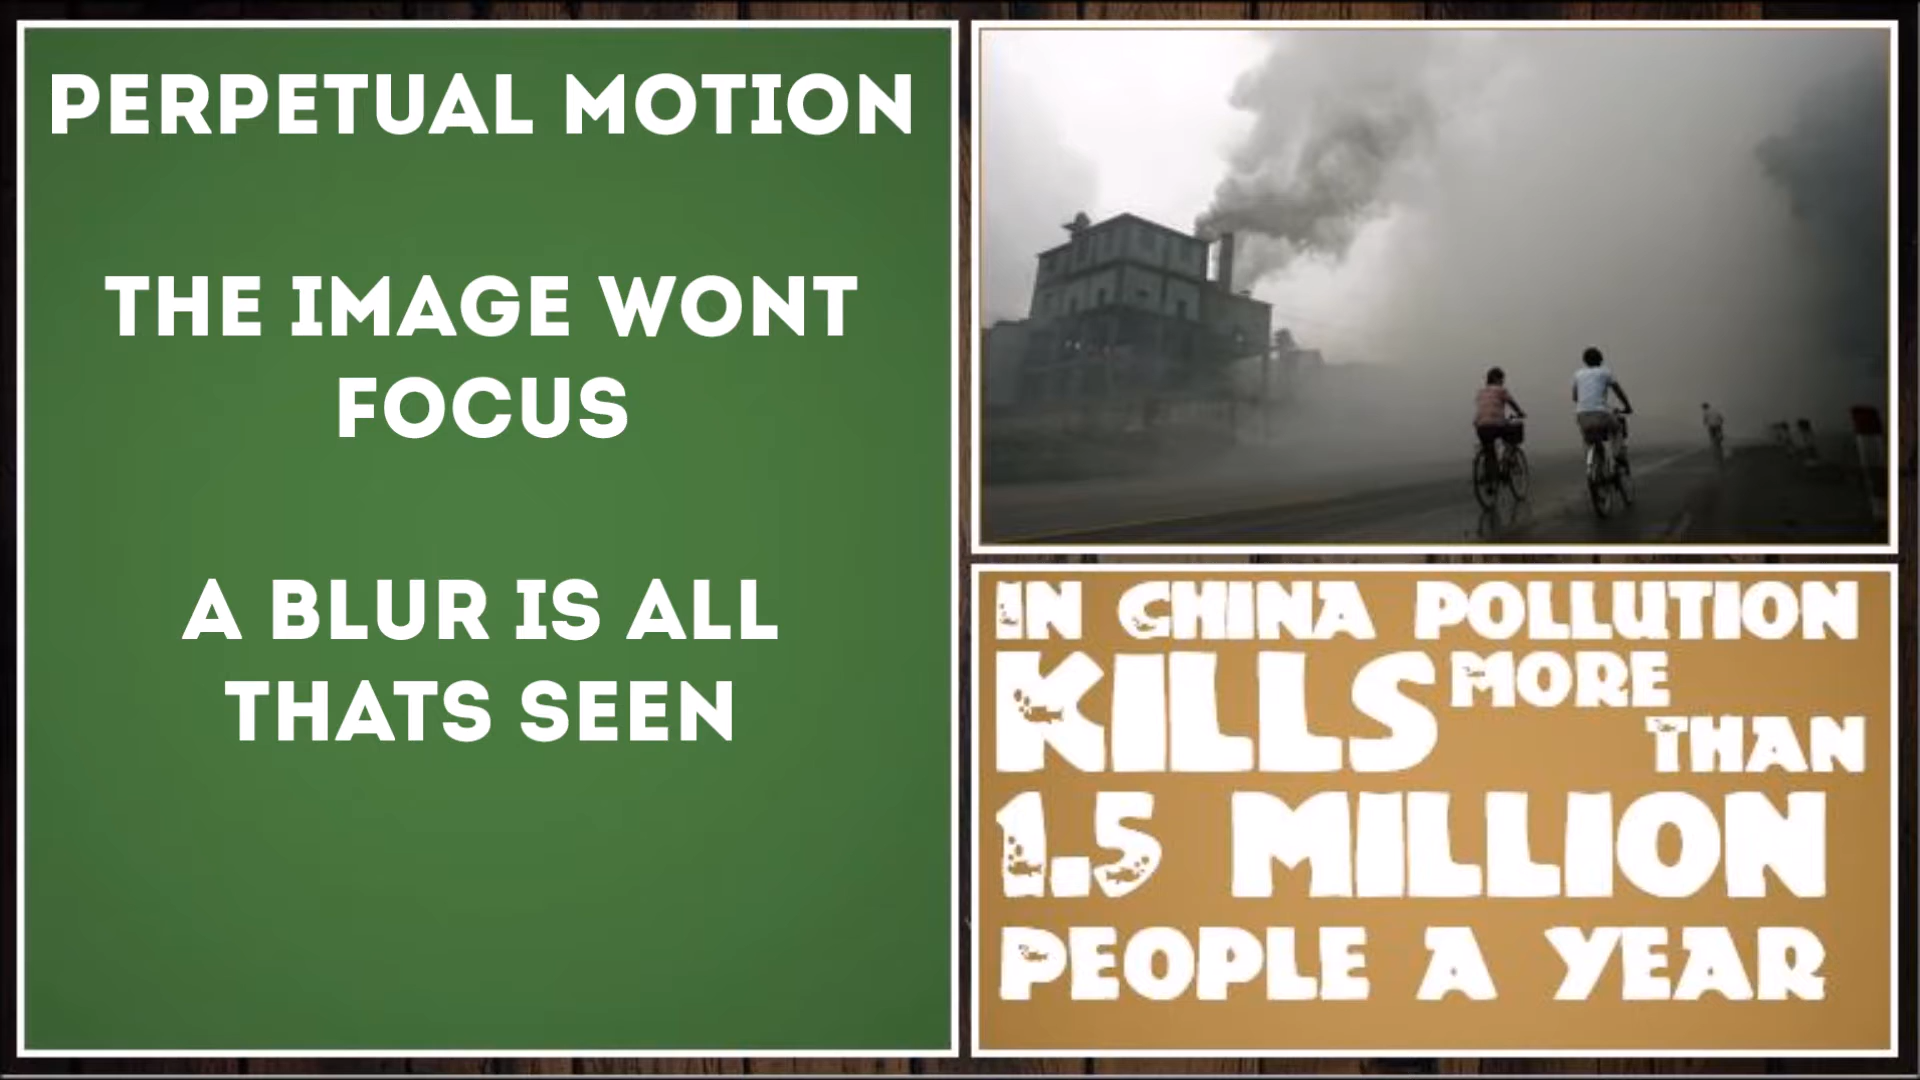 PERPETUAL MOTION
THE IMAGE WONT
FOCUS
A BLUR IS ALL
THATS SEEN
IN CHINA POLLUTION
KILLS MORE
THAN
1.5 MILLION
PEOPLE A YEAR